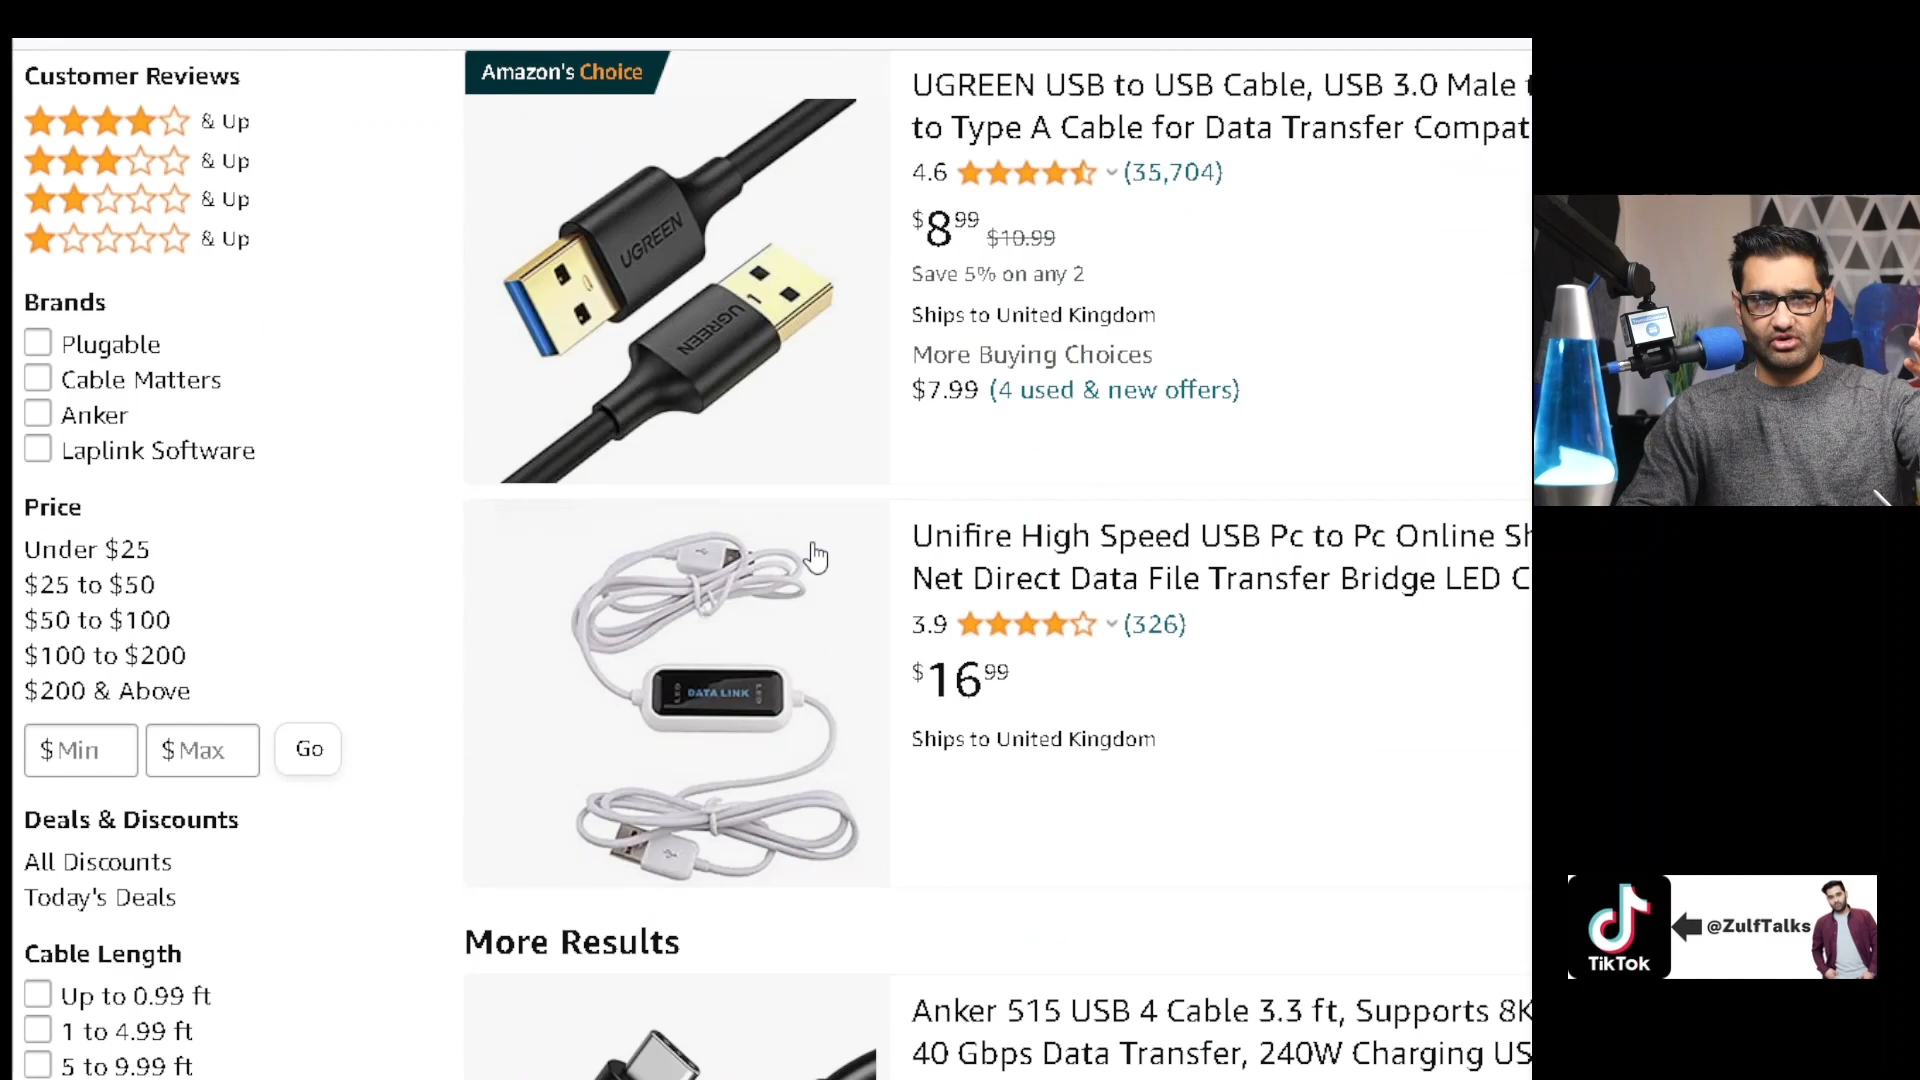 Customer Reviews
& Up
& Up
& Up
& Up
Brands
Plugable
Cable Matters
Anker
Laplink Software
Price
Under $25
$25 to $50
$50 to $100
$100 to $200
$200 & Above
$ Min
$ Max
Go
Deals & Discounts
All Discounts
Today's Deals
Cable Length
Up to 0.99 ft
1 to 4.99 ft
5 to 9.99 ft
Amazon's Choice
UGREEN
UGREEN
UGREEN USB to USB Cable, USB 3.0 Male
to Type A Cable for Data Transfer Compat
4.6 (35,704)
$8.99 $10.99
Save 5% on any 2
Ships to United Kingdom
More Buying Choices
$7.99 (4 used & new offers)
LED DATA LINK LED
Unifire High Speed USB Pc to Pc Online Sh
Net Direct Data File Transfer Bridge LED C
3.9 (326)
$16.99
Ships to United Kingdom
More Results
Anker 515 USB 4 Cable 3.3 ft, Supports 8K
40 Gbps Data Transfer, 240W Charging US
TikTok
@ZulfTalks